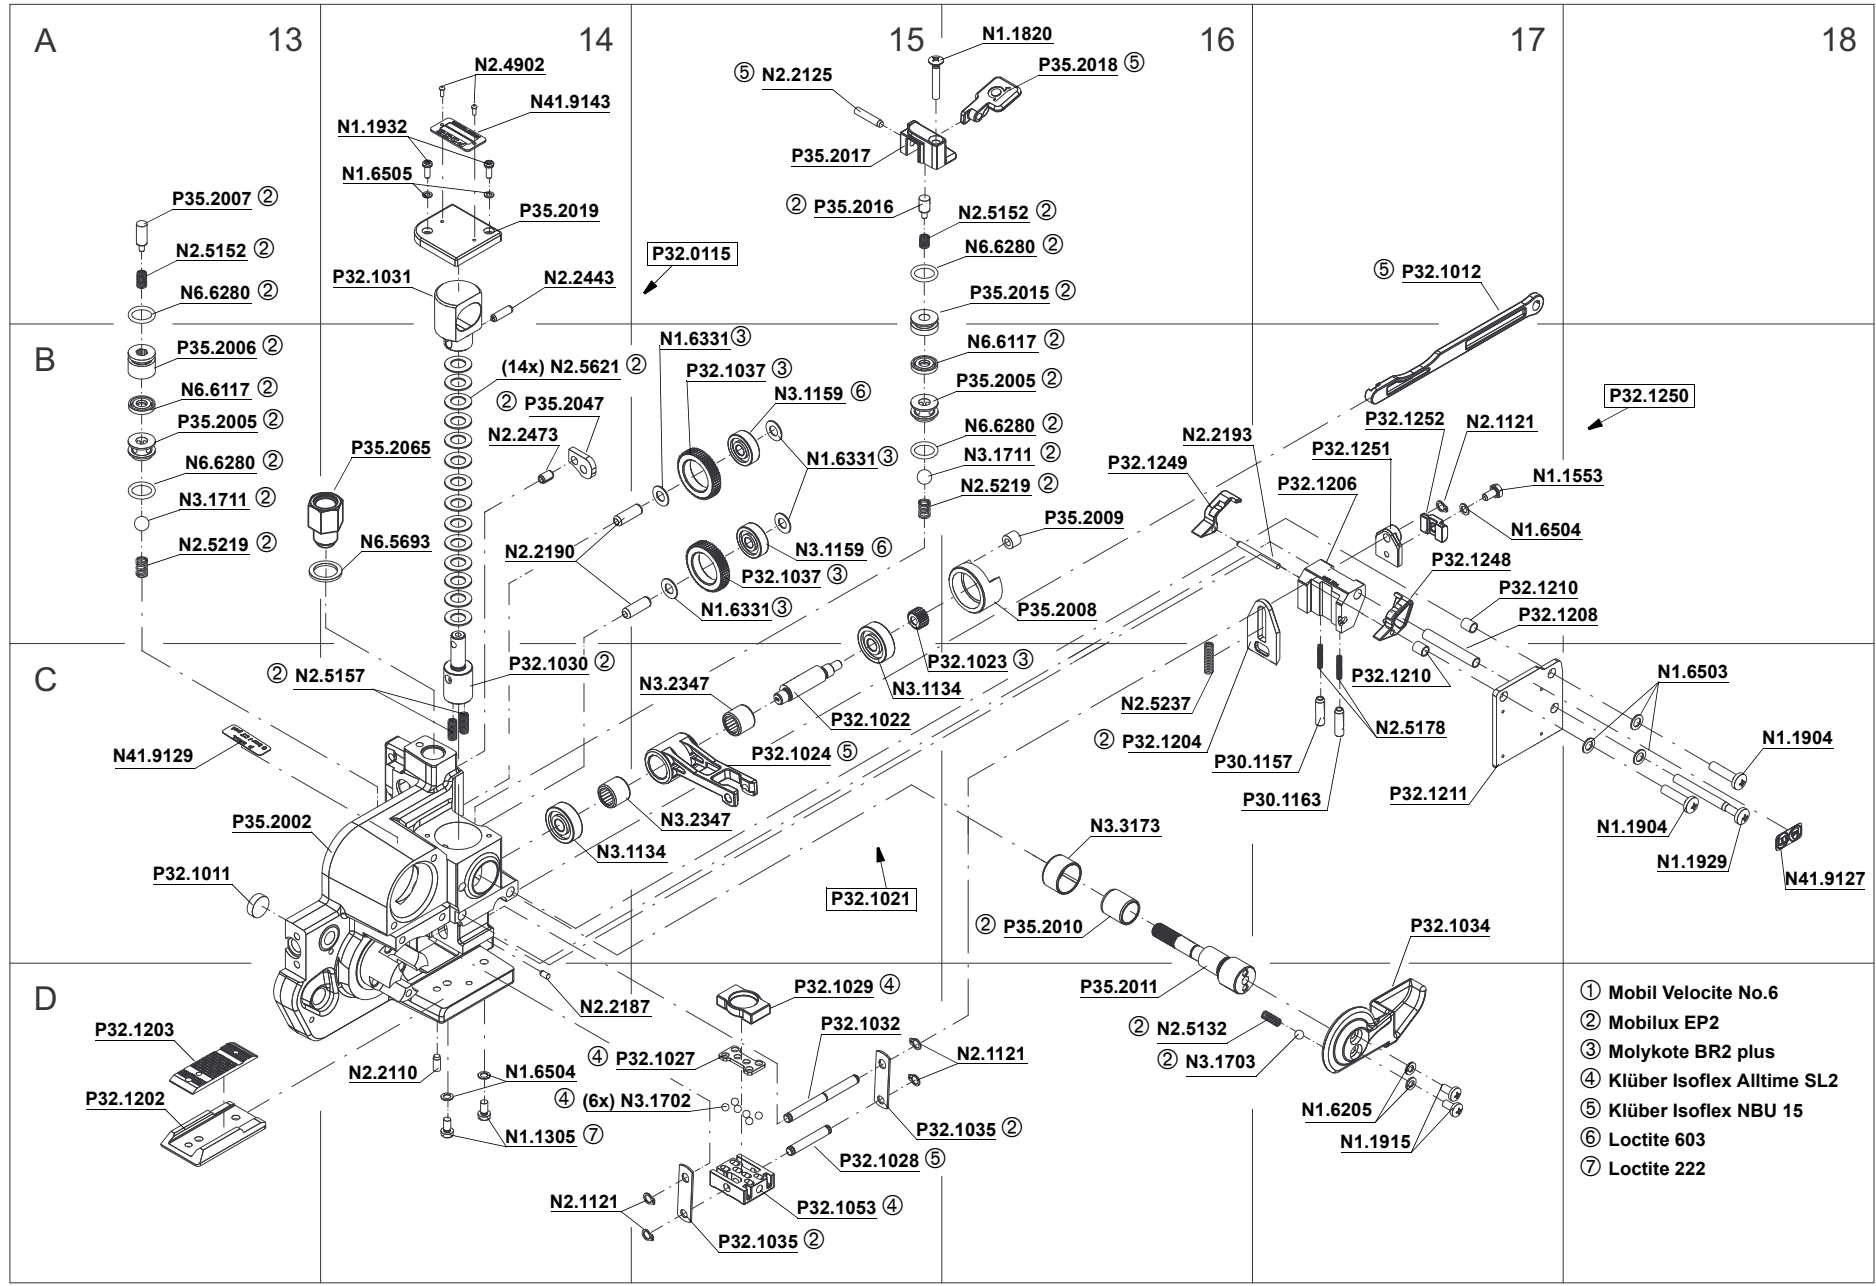 A
13
14
15
16
17
18
N1.1820
N2.4902
⑤ N2.2125
P35.2018 ⑤
N41.9143
N1.1932
P35.2017
N1.6505
P35.2007 ②
P35.2019
② P35.2016
N2.5152 ②
N2.5152 ②
P32.0115
N6.6280 ②
P32.1031
N2.2443
⑤ P32.1012
N6.6280 ②
P35.2015 ②
B
P35.2006 ②
N1.6331 ③
N6.6117 ②
(14x) N2.5621 ②
P32.1037 ③
N6.6117 ②
N3.1159 ⑥
P35.2005 ②
P32.1250
② P35.2047
P35.2005 ②
P32.1252
N2.1121
N2.2473
N2.2193
P35.2065
N6.6280 ②
P32.1251
N6.6280 ②
N1.6331 ③
N3.1711 ②
P32.1249
N1.1553
N3.1711 ②
N2.5219 ②
P32.1206
P35.2009
N1.6504
N2.5219 ②
N6.5693
N2.2190
N3.1159 ⑥
P32.1248
P32.1037 ③
P32.1210
N1.6331 ③
P35.2008
P32.1208
C
② N2.5157
P32.1030 ②
P32.1023 ③
N3.2347
N3.1134
P32.1210
N1.6503
N2.5237
P32.1022
N2.5178
② P32.1204
N41.9129
P32.1024 ⑤
P30.1157
N1.1904
P30.1163
P32.1211
P35.2002
N3.2347
N3.3173
N1.1904
N3.1134
N1.1929
P32.1011
P32.1021
N41.9127
② P35.2010
P32.1034
D
P32.1029 ④
P35.2011
① Mobil Velocite No.6
N2.2187
P32.1203
P32.1032
② N2.5132
② Mobilux EP2
④ P32.1027
N2.1121
③ Molykote BR2 plus
N2.2110
N1.6504
② N3.1703
④ Klüber Isoflex Alltime SL2
P32.1202
④ (6x) N3.1702
N1.6205
⑤ Klüber Isoflex NBU 15
N1.1305 ⑦
P32.1035 ②
N1.1915
⑥ Loctite 603
P32.1028 ⑤
⑦ Loctite 222
N2.1121
P32.1053 ④
P32.1035 ②